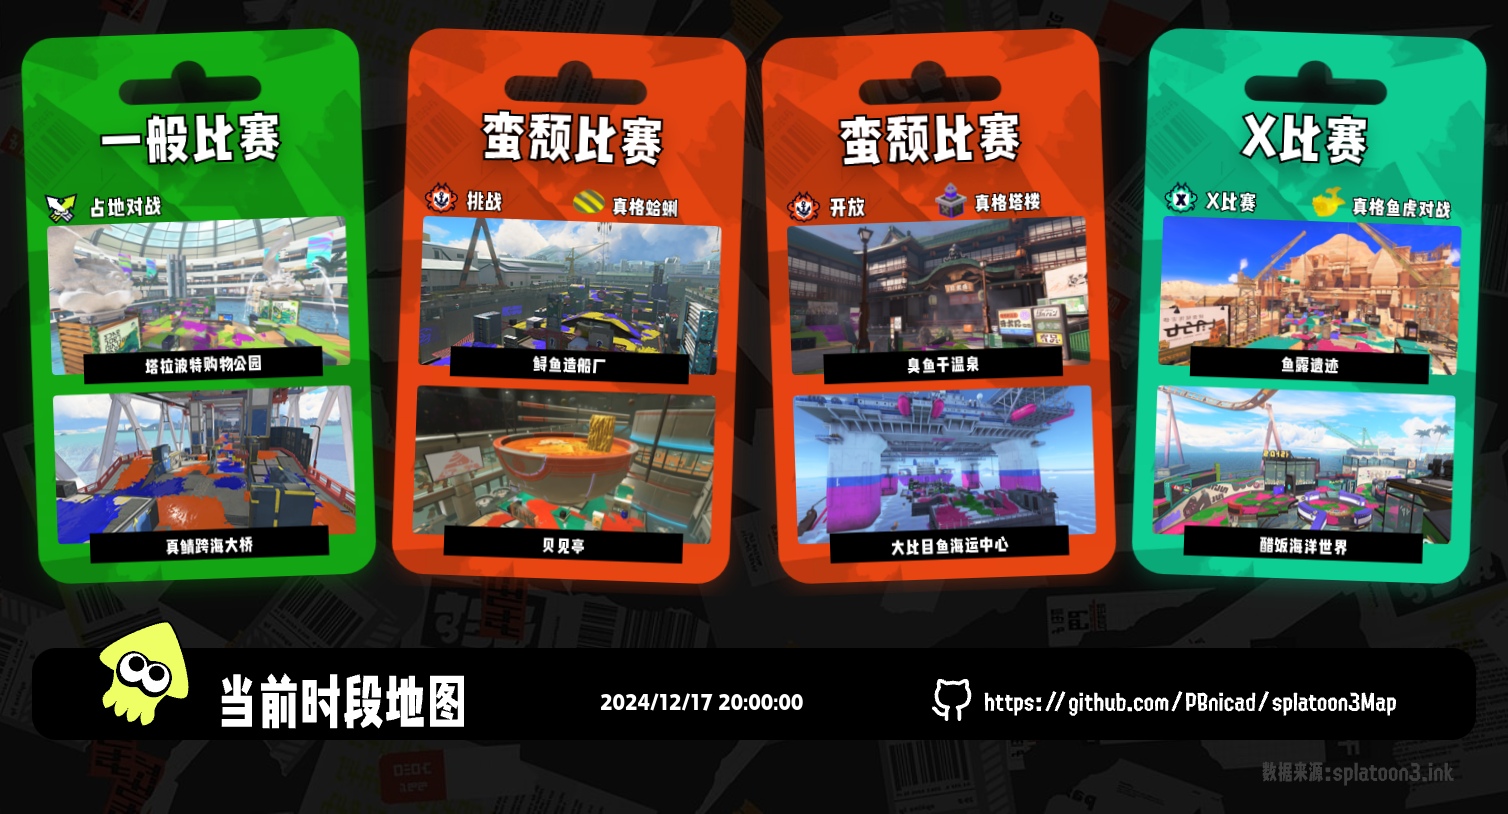 一般比赛
占地对战
塔拉波特购物公园
真鲭跨海大桥
蛮颓比赛
挑战
真格蛤蜊
鲟鱼造船厂
贝见亭
蛮颓比赛
开放
真格塔楼
臭鱼干温泉
大比目鱼海运中心
X比赛
X比赛
真格鱼虎对战
鱼露遗迹
醋饭海洋世界
当前时段地图
2024/12/17 20:00:00
https://github.com/PBnicad/splatoon3Map
数据来源:splatoon3.ink